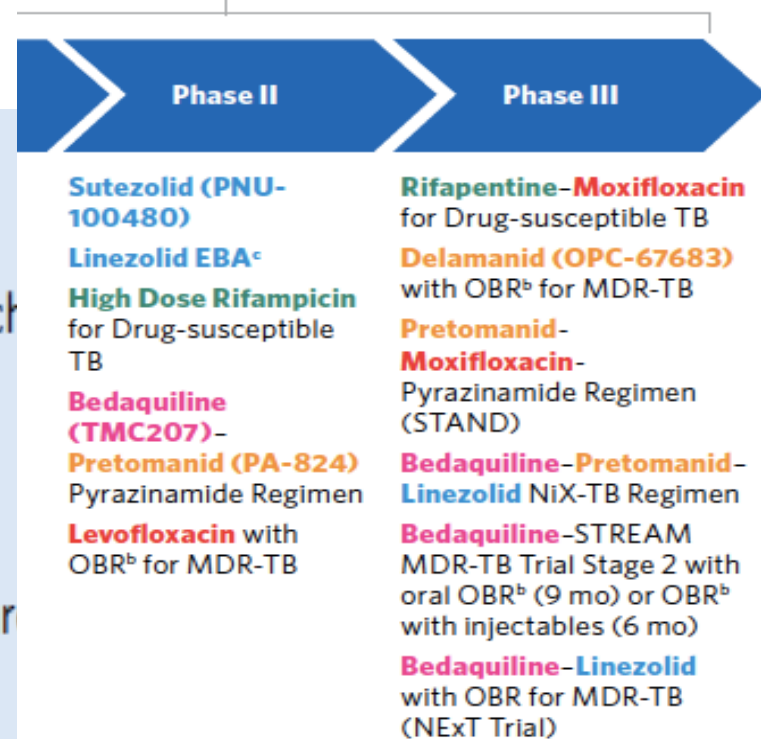 Phase II
Sutezolid (PNU-
100480)
Linezolid EBAᶜ
High Dose Rifampicin
for Drug-susceptible
TB
Bedaquiline
(TMC207)–
Pretomanid (PA-824)
Pyrazinamide Regimen
Levofloxacin with
OBRᵇ for MDR-TB
Phase III
Rifapentine–Moxifloxacin
for Drug-susceptible TB
Delamanid (OPC-67683)
with OBRᵇ for MDR-TB
Pretomanid-
Moxifloxacin-
Pyrazinamide Regimen
(STAND)
Bedaquiline–Pretomanid–
Linezolid NiX-TB Regimen
Bedaquiline–STREAM
MDR-TB Trial Stage 2 with
oral OBRᵇ (9 mo) or OBRᵇ
with injectables (6 mo)
Bedaquiline–Linezolid
with OBR for MDR-TB
(NExT Trial)